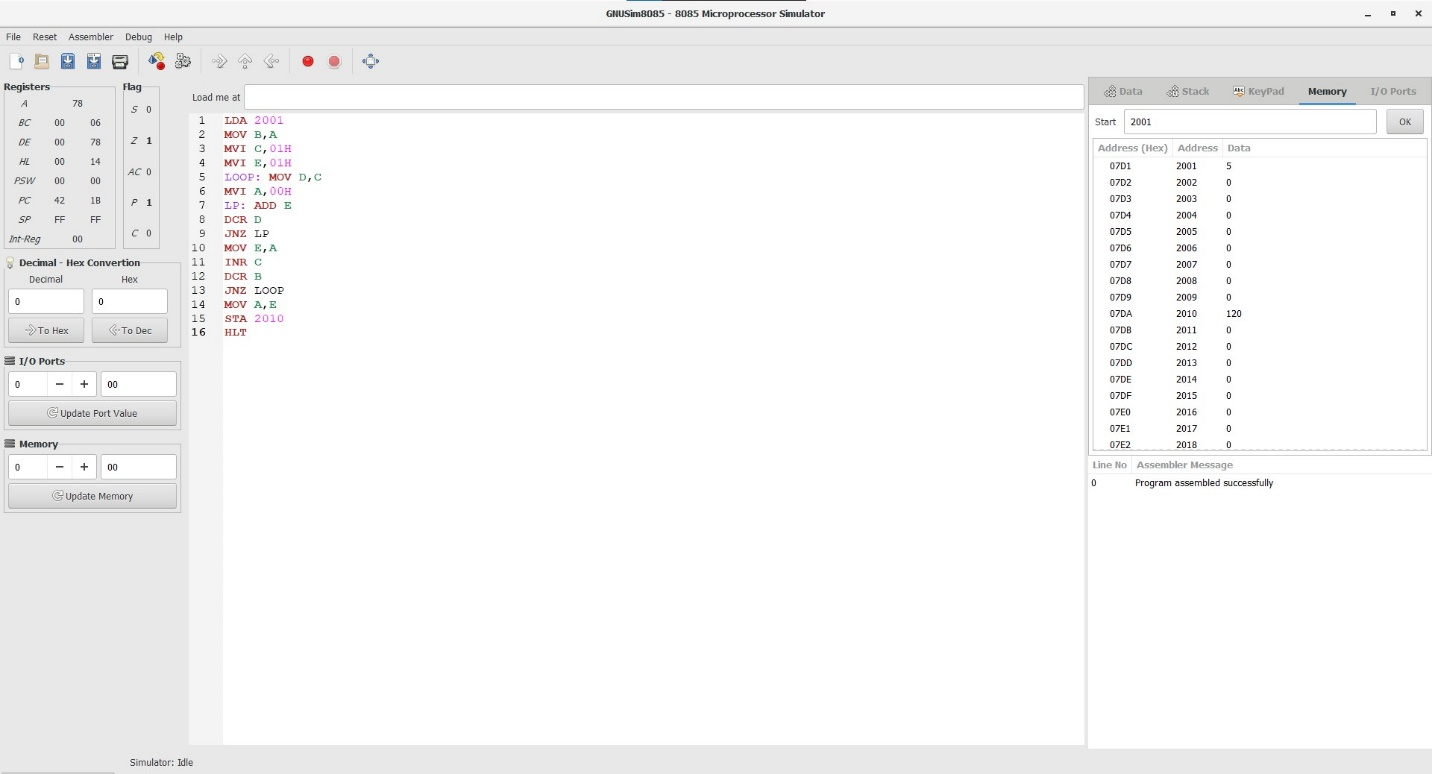 GNUSim8085 - 8085 Microprocessor Simulator
File Reset Assembler Debug Help
Registers
A 78
BC 00 06
DE 00 78
HL 00 14
PSW 00 00
PC 42 1B
SP FF FF
Int-Reg 00
Flag
S 0
Z 1
AC 0
P 1
C 0
Decimal - Hex Convertion
Decimal Hex
0 0
To Hex To Dec
I/O Ports
0 − + 00
Update Port Value
Memory
0 − + 00
Update Memory
Load me at
1 LDA 2001
2 MOV B,A
3 MVI C,01H
4 MVI E,01H
5 LOOP: MOV D,C
6 MVI A,00H
7 LP: ADD E
8 DCR D
9 JNZ LP
10 MOV E,A
11 INR C
12 DCR B
13 JNZ LOOP
14 MOV A,E
15 STA 2010
16 HLT
Data Stack Abc KeyPad Memory I/O Ports
Start 2001 OK
Address (Hex) Address Data
07D1 2001 5
07D2 2002 0
07D3 2003 0
07D4 2004 0
07D5 2005 0
07D6 2006 0
07D7 2007 0
07D8 2008 0
07D9 2009 0
07DA 2010 120
07DB 2011 0
07DC 2012 0
07DD 2013 0
07DE 2014 0
07DF 2015 0
07E0 2016 0
07E1 2017 0
07E2 2018 0
Line No Assembler Message
0 Program assembled successfully
Simulator: Idle